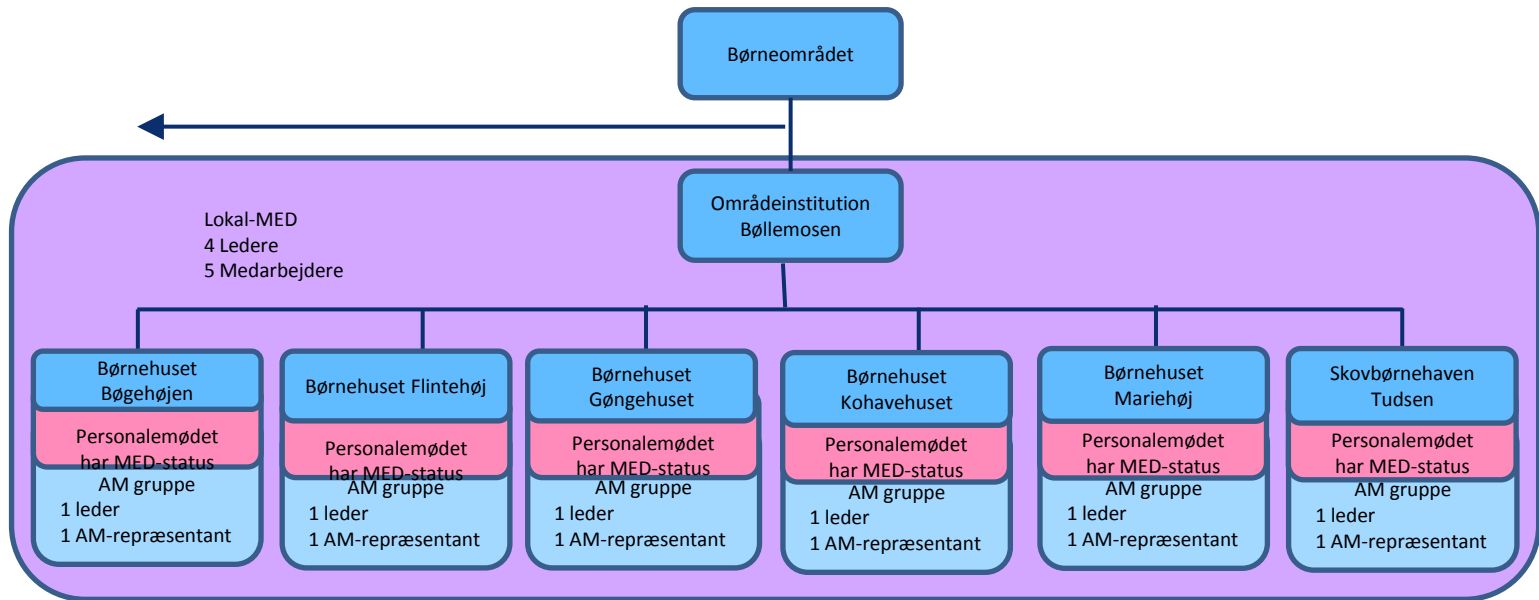 Børneområdet
Områdeinstitution
Bøllemosen
Lokal-MED
4 Ledere
5 Medarbejdere
Børnehuset
Bøgehøjen
Personalemødet
har MED-status
AM gruppe
1 leder
1 AM-repræsentant
Børnehuset Flintehøj
Personalemødet
har MED-status
AM gruppe
1 leder
1 AM-repræsentant
Børnehuset
Gøngehuset
Personalemødet
har MED-status
AM gruppe
1 leder
1 AM-repræsentant
Børnehuset
Kohavehuset
Personalemødet
har MED-status
AM gruppe
1 leder
1 AM-repræsentant
Børnehuset
Mariehøj
Personalemødet
har MED-status
AM gruppe
1 leder
1 AM-repræsentant
Skovbørnehaven
Tudsen
Personalemødet
har MED-status
AM gruppe
1 leder
1 AM-repræsentant